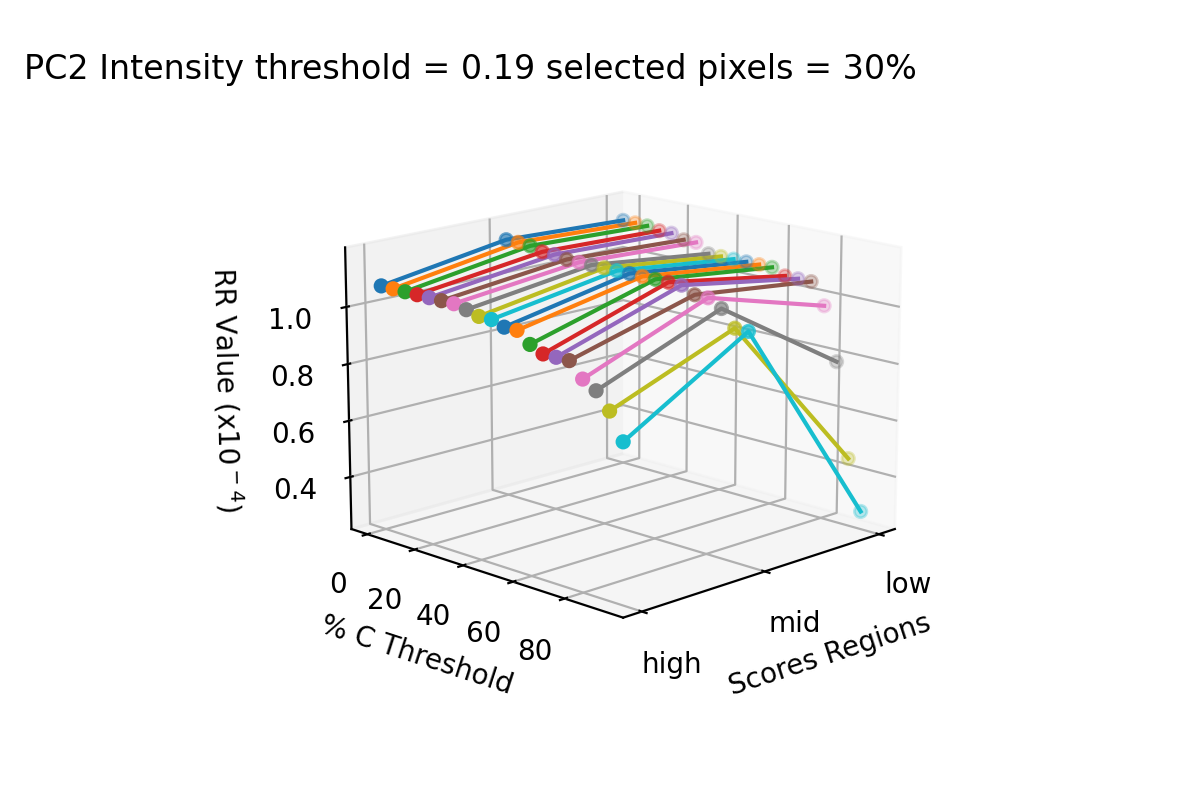 PC2 Intensity threshold = 0.19 selected pixels = 30%
RR Value (x10⁻⁴)
1.0
0.8
0.6
0.4
0
20
40
60
80
% C Threshold
high
mid
low
Scores Regions